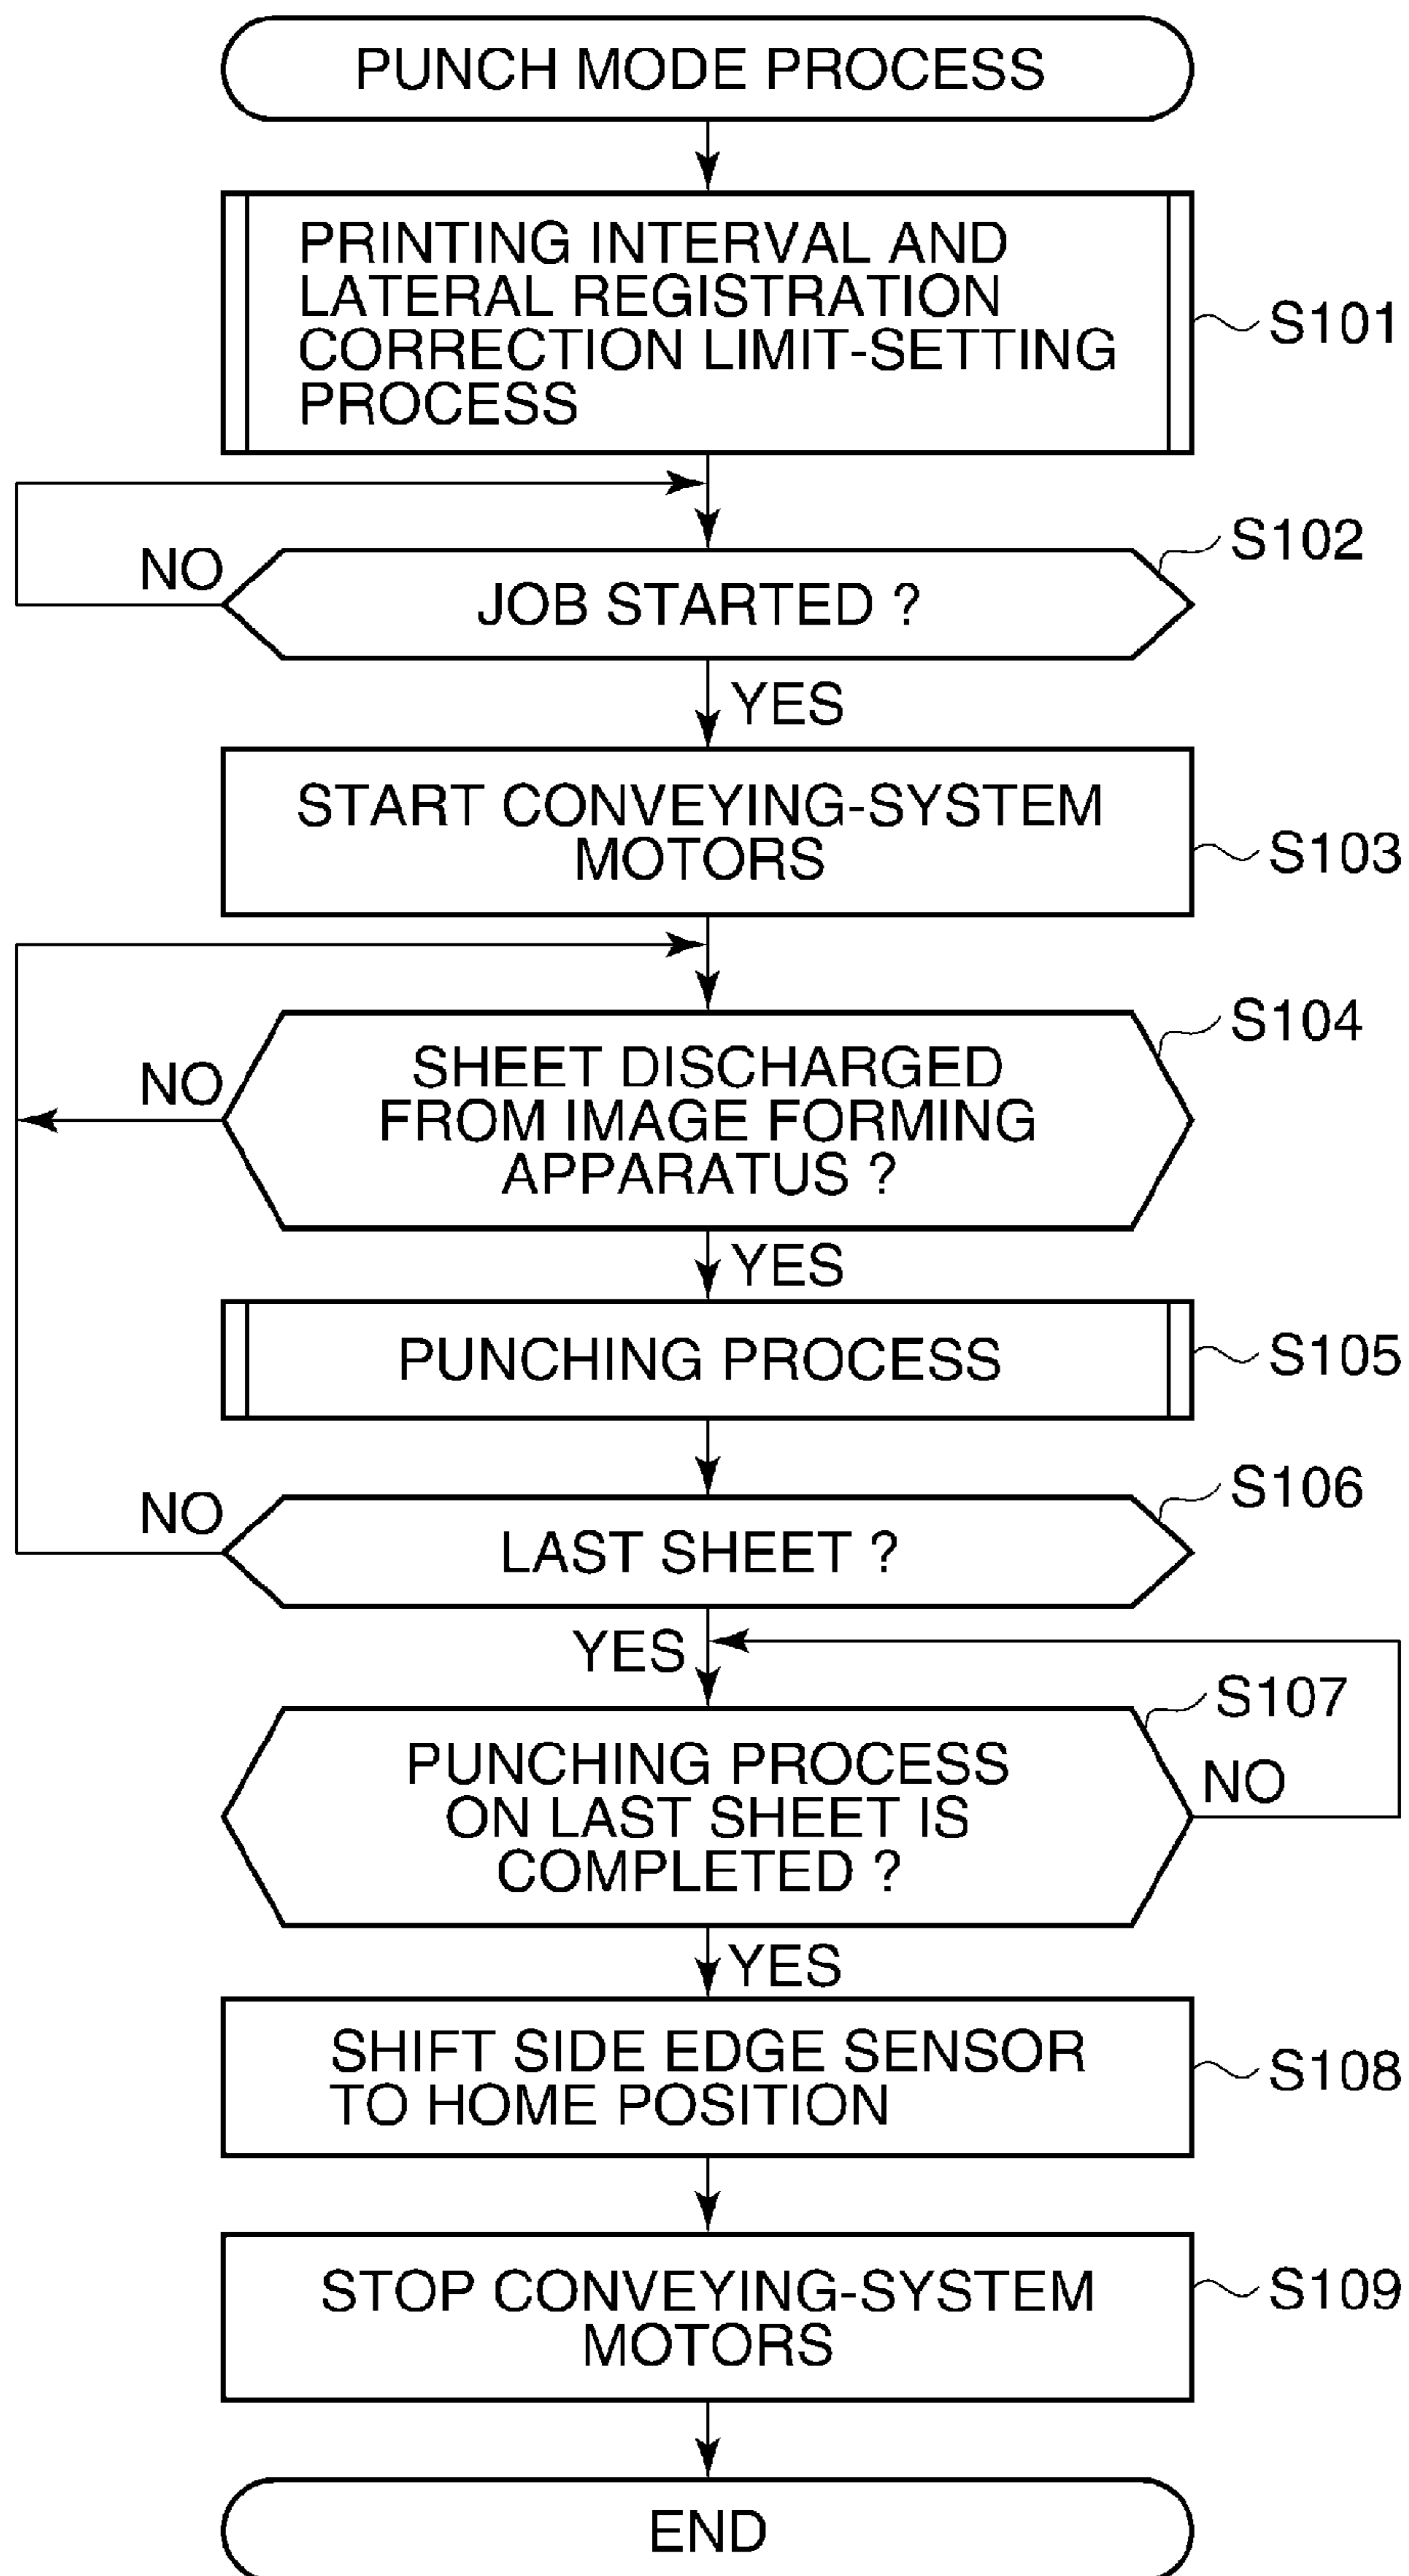 PUNCH MODE PROCESS
PRINTING INTERVAL AND
LATERAL REGISTRATION
CORRECTION LIMIT-SETTING
PROCESS
S101
S102
NO
JOB STARTED ?
YES
START CONVEYING-SYSTEM
MOTORS
S103
S104
NO
SHEET DISCHARGED
FROM IMAGE FORMING
APPARATUS ?
YES
PUNCHING PROCESS
S105
S106
NO
LAST SHEET ?
YES
S107
PUNCHING PROCESS
ON LAST SHEET IS
COMPLETED ?
NO
YES
SHIFT SIDE EDGE SENSOR
TO HOME POSITION
S108
STOP CONVEYING-SYSTEM
MOTORS
S109
END